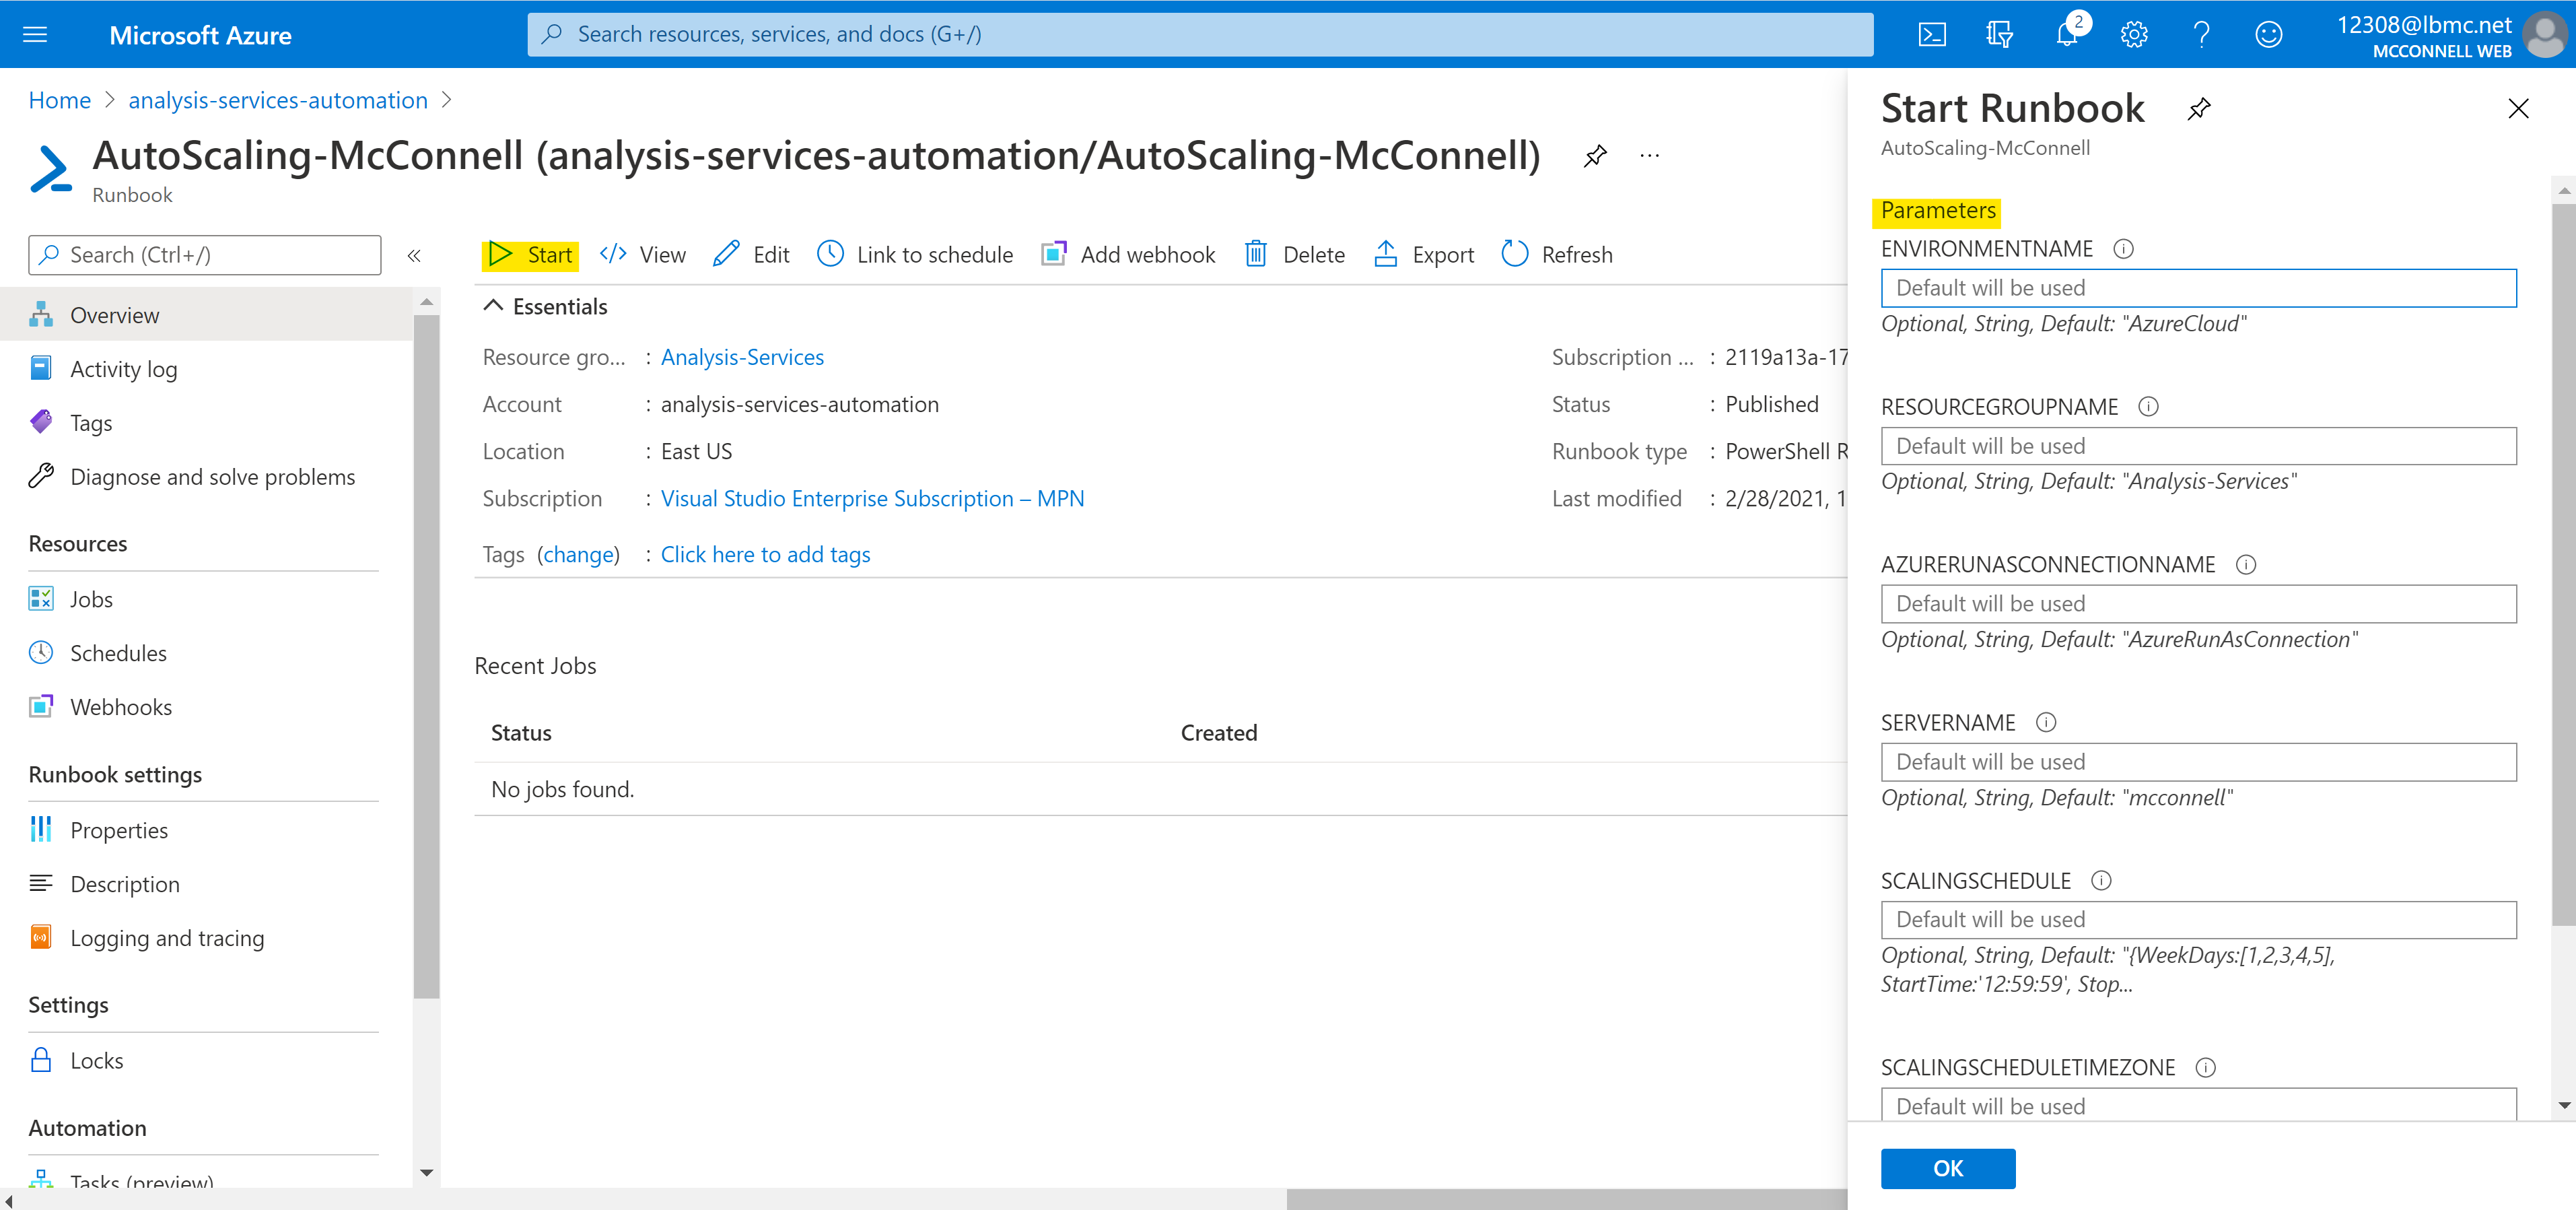 Microsoft Azure
Search resources, services, and docs (G+/)
2
12308@lbmc.net
MCCONNELL WEB
Home > analysis-services-automation >
AutoScaling-McConnell (analysis-services-automation/AutoScaling-McConnell)
Runbook
Search (Ctrl+/)
Overview
Activity log
Tags
Diagnose and solve problems
Resources
Jobs
Schedules
Webhooks
Runbook settings
Properties
Description
Logging and tracing
Settings
Locks
Automation
Tasks (preview)
Start
View
Edit
Link to schedule
Add webhook
Delete
Export
Refresh
Essentials
Resource gro... : Analysis-Services
Account : analysis-services-automation
Location : East US
Subscription : Visual Studio Enterprise Subscription – MPN
Tags (change) : Click here to add tags
Subscription ... : 2119a13a-17
Status : Published
Runbook type : PowerShell R
Last modified : 2/28/2021, 1
Recent Jobs
Status Created
No jobs found.
Start Runbook
AutoScaling-McConnell
Parameters
ENVIRONMENTNAME
Default will be used
Optional, String, Default: "AzureCloud"
RESOURCEGROUPNAME
Default will be used
Optional, String, Default: "Analysis-Services"
AZURERUNASCONNECTIONNAME
Default will be used
Optional, String, Default: "AzureRunAsConnection"
SERVERNAME
Default will be used
Optional, String, Default: "mcconnell"
SCALINGSCHEDULE
Default will be used
Optional, String, Default: "{WeekDays:[1,2,3,4,5],
StartTime:'12:59:59', Stop...
SCALINGSCHEDULETIMEZONE
Default will be used
OK